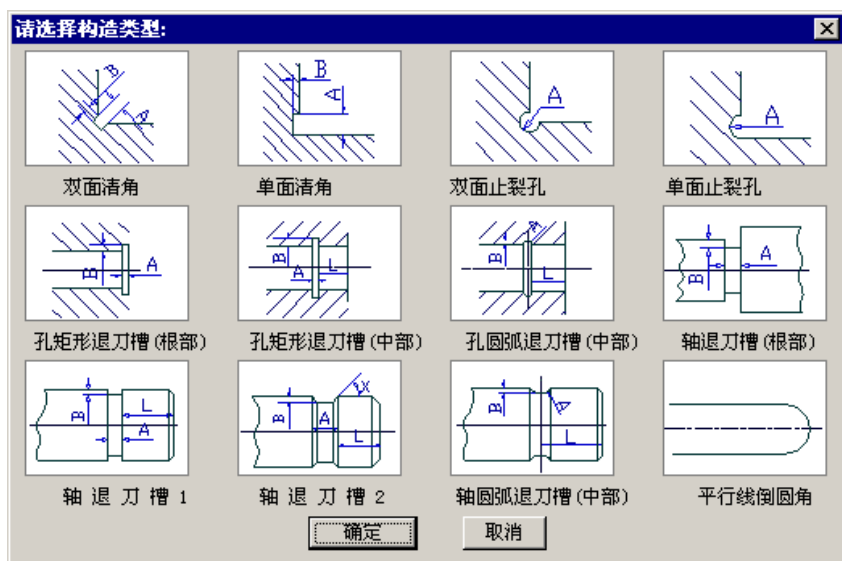 请选择构造类型:
B A B A A A
双面清角 单面清角 双面止裂孔 单面止裂孔
B A B A L B A L B A
孔矩形退刀槽(根部) 孔矩形退刀槽(中部) 孔圆弧退刀槽(中部) 轴退刀槽(根部)
B L A B A X L B A L
轴退刀槽1 轴退刀槽2 轴圆弧退刀槽(中部) 平行线倒圆角
确定 取消